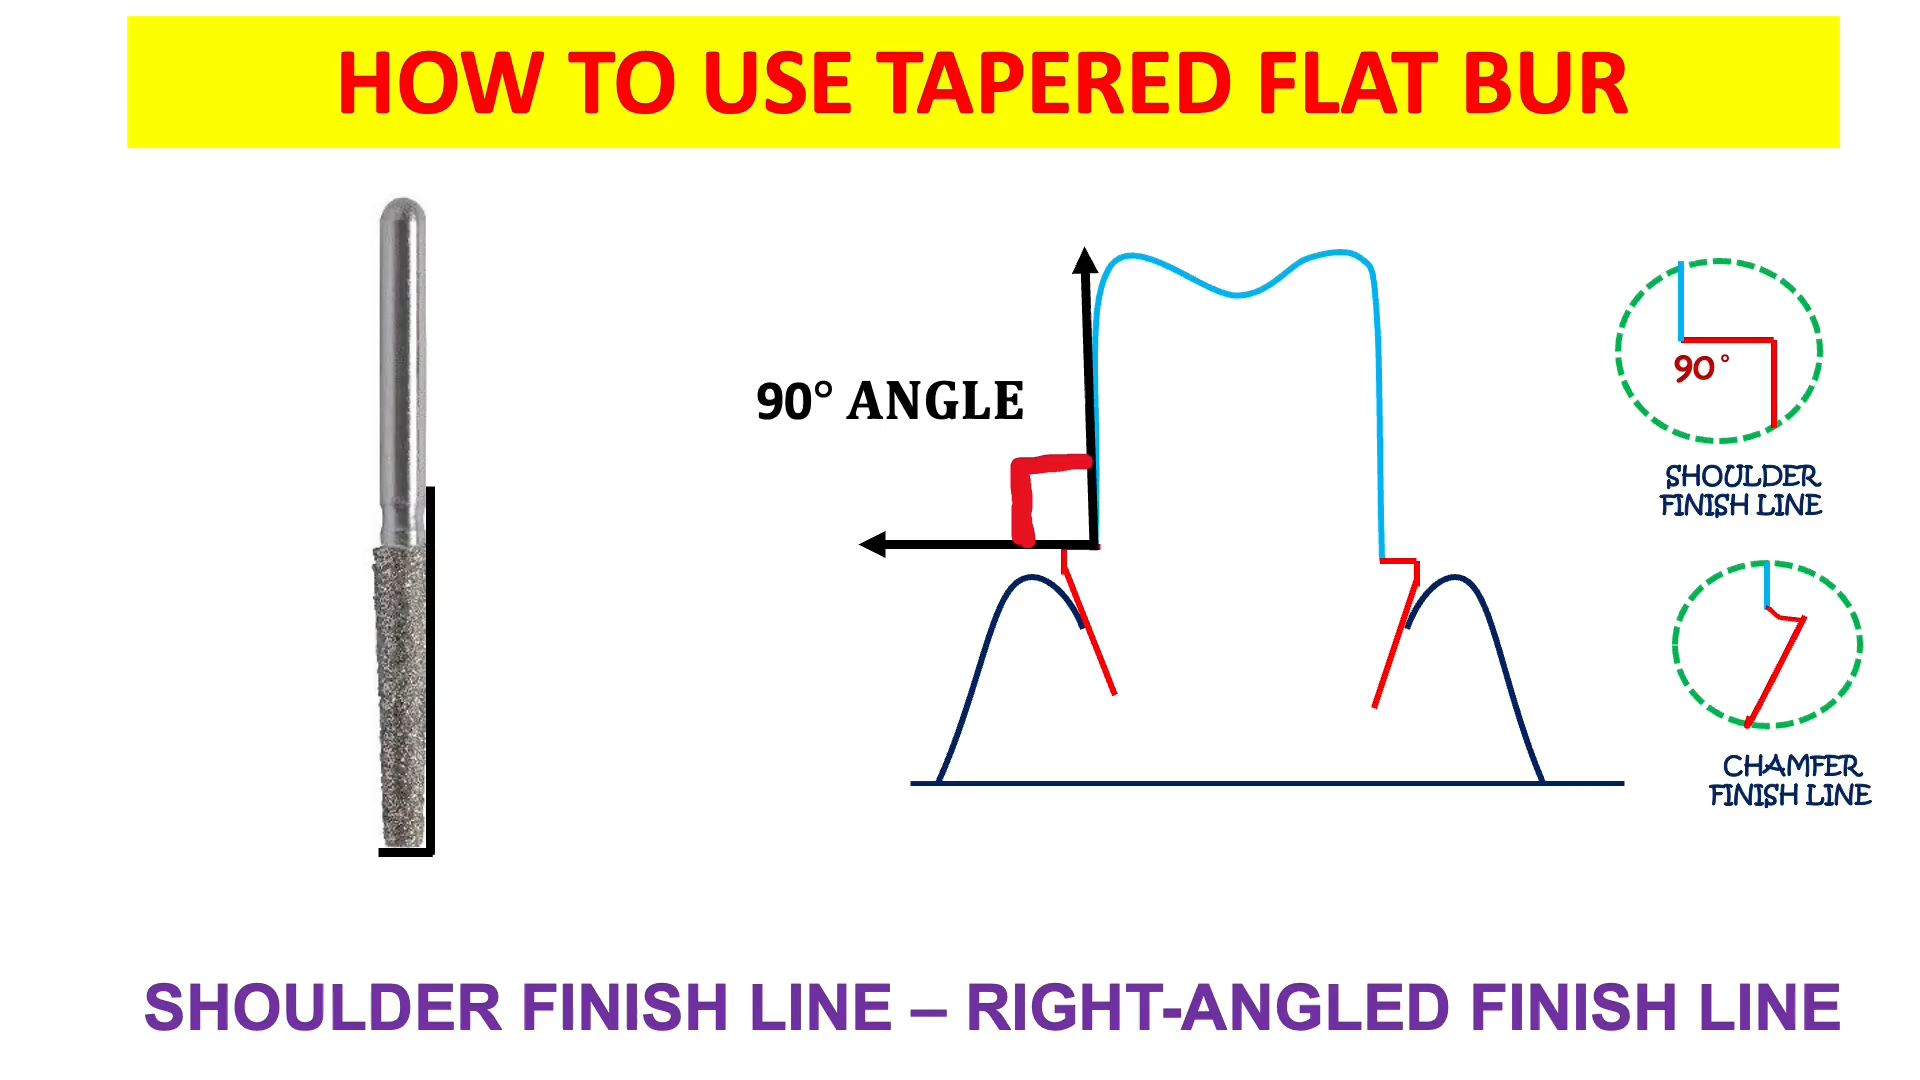 HOW TO USE TAPERED FLAT BUR
90° ANGLE
90°
SHOULDER
FINISH LINE
CHAMFER
FINISH LINE
SHOULDER FINISH LINE – RIGHT-ANGLED FINISH LINE